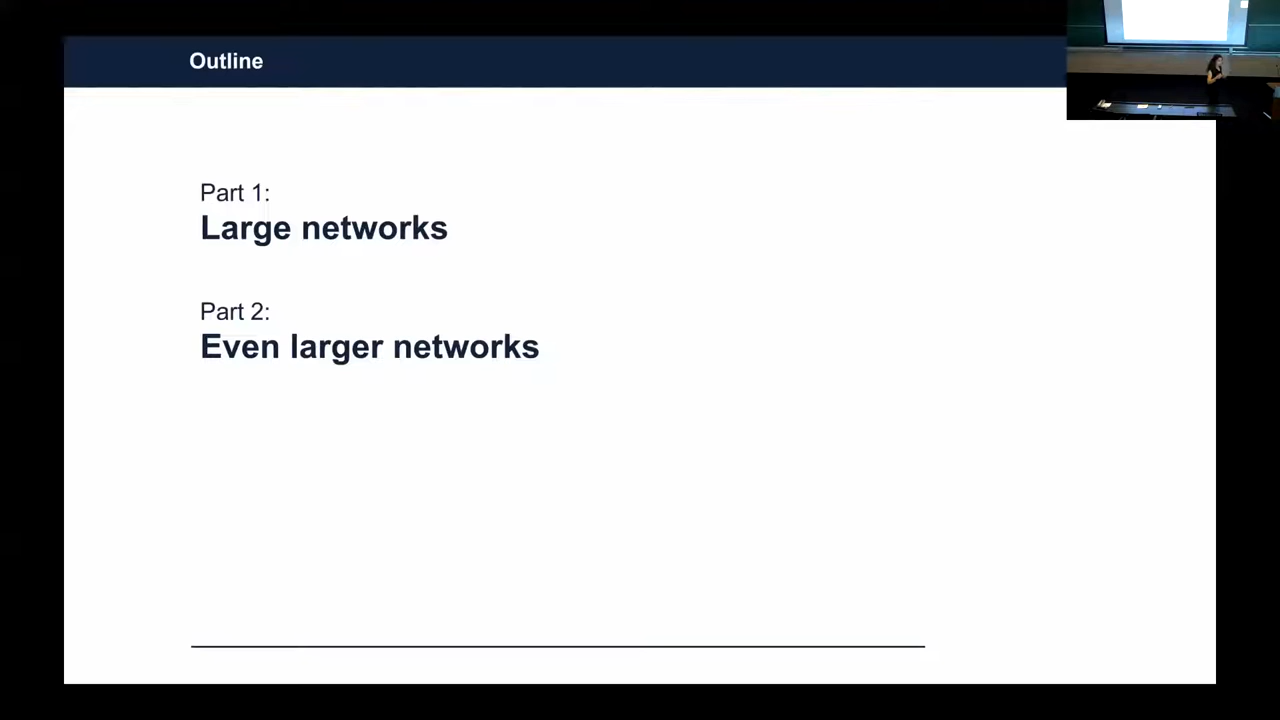 Outline
Part 1:
Large networks
Part 2:
Even larger networks